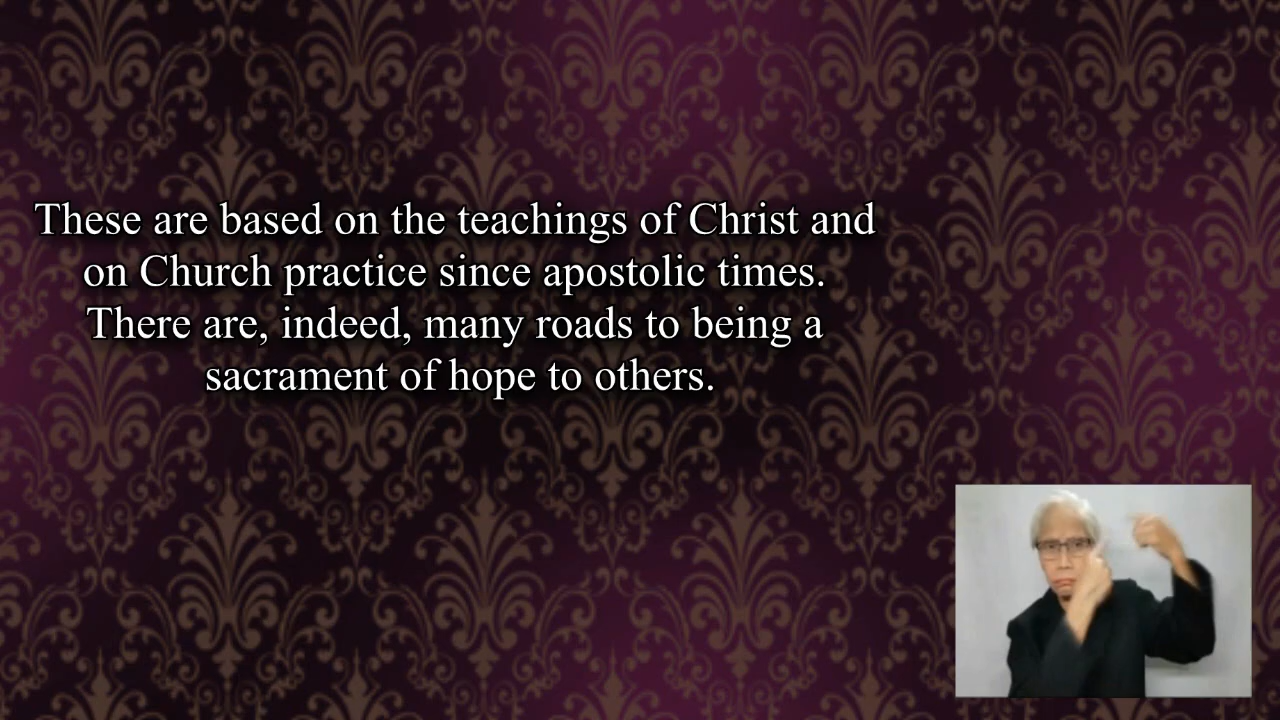 These are based on the teachings of Christ and
on Church practice since apostolic times.
There are, indeed, many roads to being a
sacrament of hope to others.